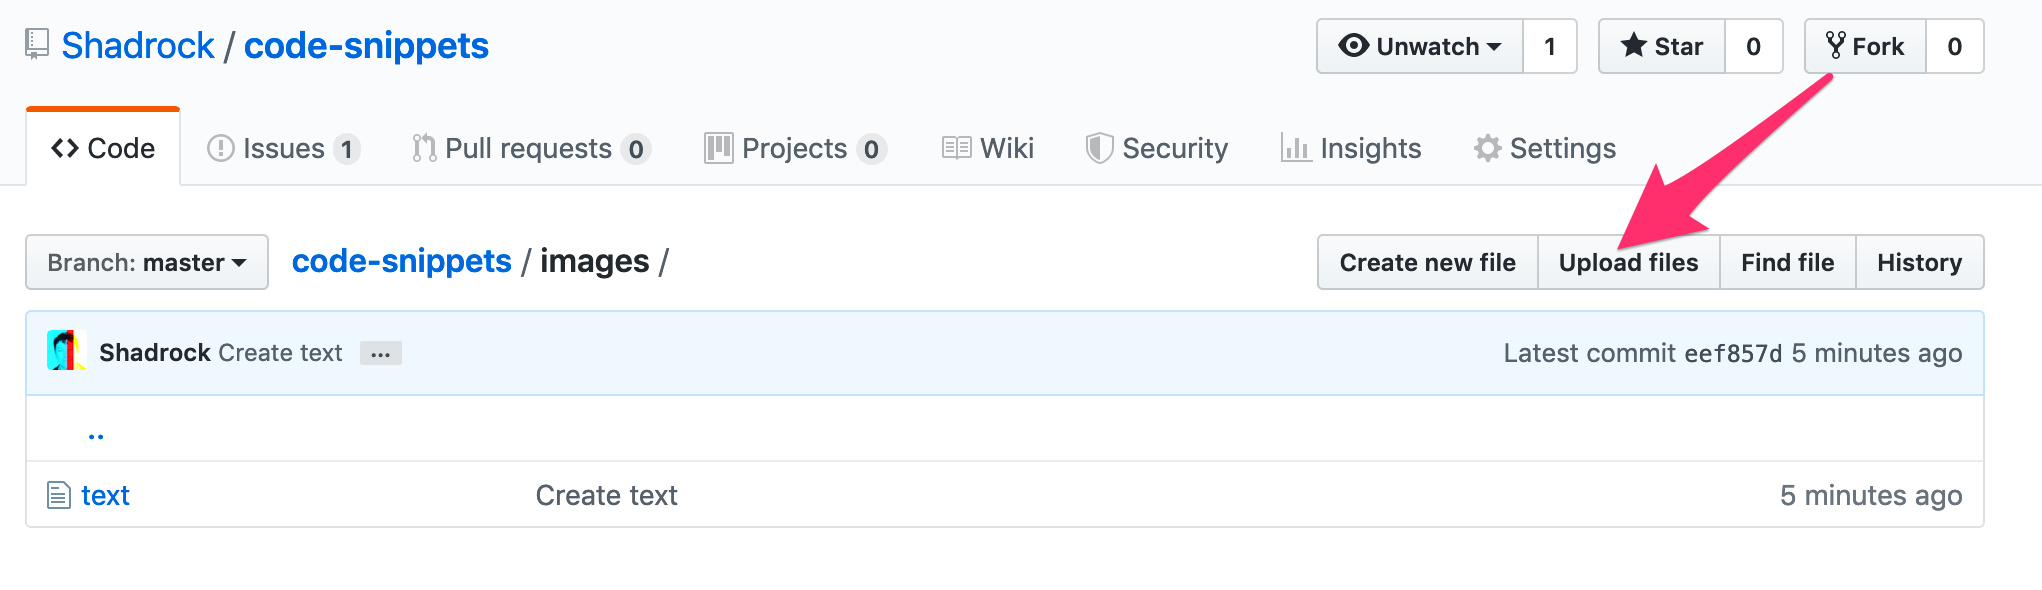 Shadrock / code-snippets Unwatch 1 Star 0 Fork 0
Code Issues 1 Pull requests 0 Projects 0 Wiki Security Insights Settings
Branch: master code-snippets / images / Create new file Upload files Find file History
Shadrock Create text ... Latest commit eef857d 5 minutes ago
..
text Create text 5 minutes ago